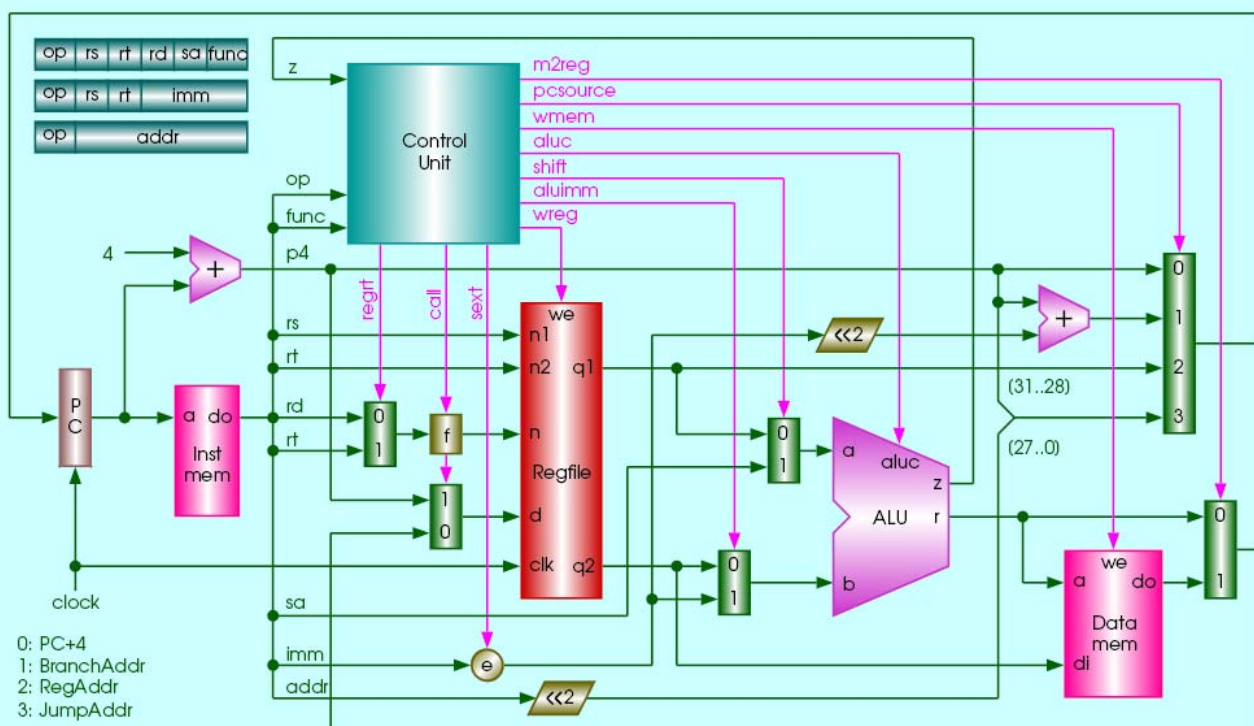 op rs rt rd sa func
op rs rt imm
op addr
z
Control
Unit
m2reg
pcsource
wmem
aluc
shift
aluimm
wreg
op
func
4
+
p4
regrt
call
sext
0
1
2
3
+
<<2
(31..28)
(27..0)
rs
rt
rd
rt
we
n1
n2
q1
n
Regfile
d
clk
q2
PC
a do
Inst
mem
0
1
f
1
0
0
1
0
1
a
aluc
z
ALU
r
b
0
1
we
a
do
Data
mem
di
clock
sa
imm
e
addr
<<2
0: PC+4
1: BranchAddr
2: RegAddr
3: JumpAddr